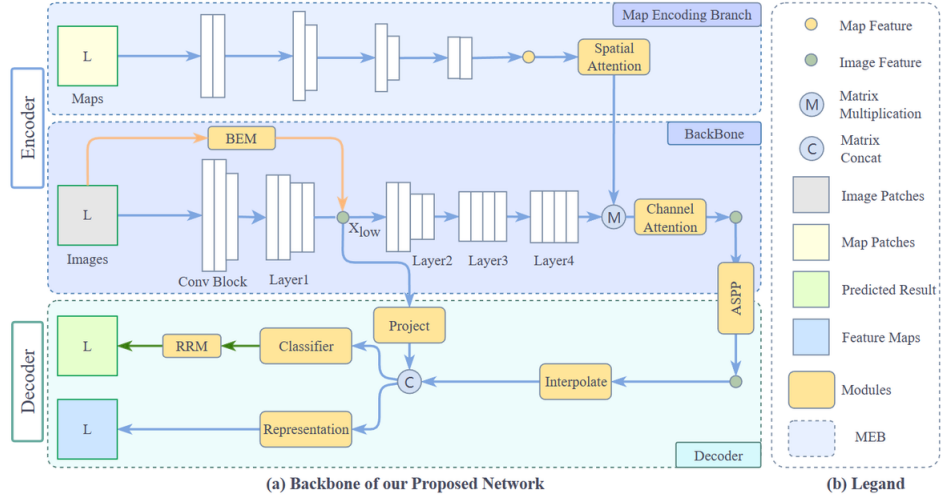 Map Encoding Branch
L
Maps
Spatial
Attention
Encoder
BackBone
BEM
L
Images
Conv Block
Layer1
X_low
Layer2
Layer3
Layer4
M
Channel
Attention
ASPP
Decoder
Project
L
RRM
Classifier
C
Interpolate
L
Representation
Decoder
(a) Backbone of our Proposed Network
Map Feature
Image Feature
M
Matrix
Multiplication
C
Matrix
Concat
Image Patches
Map Patches
Predicted Result
Feature Maps
Modules
MEB
(b) Legand